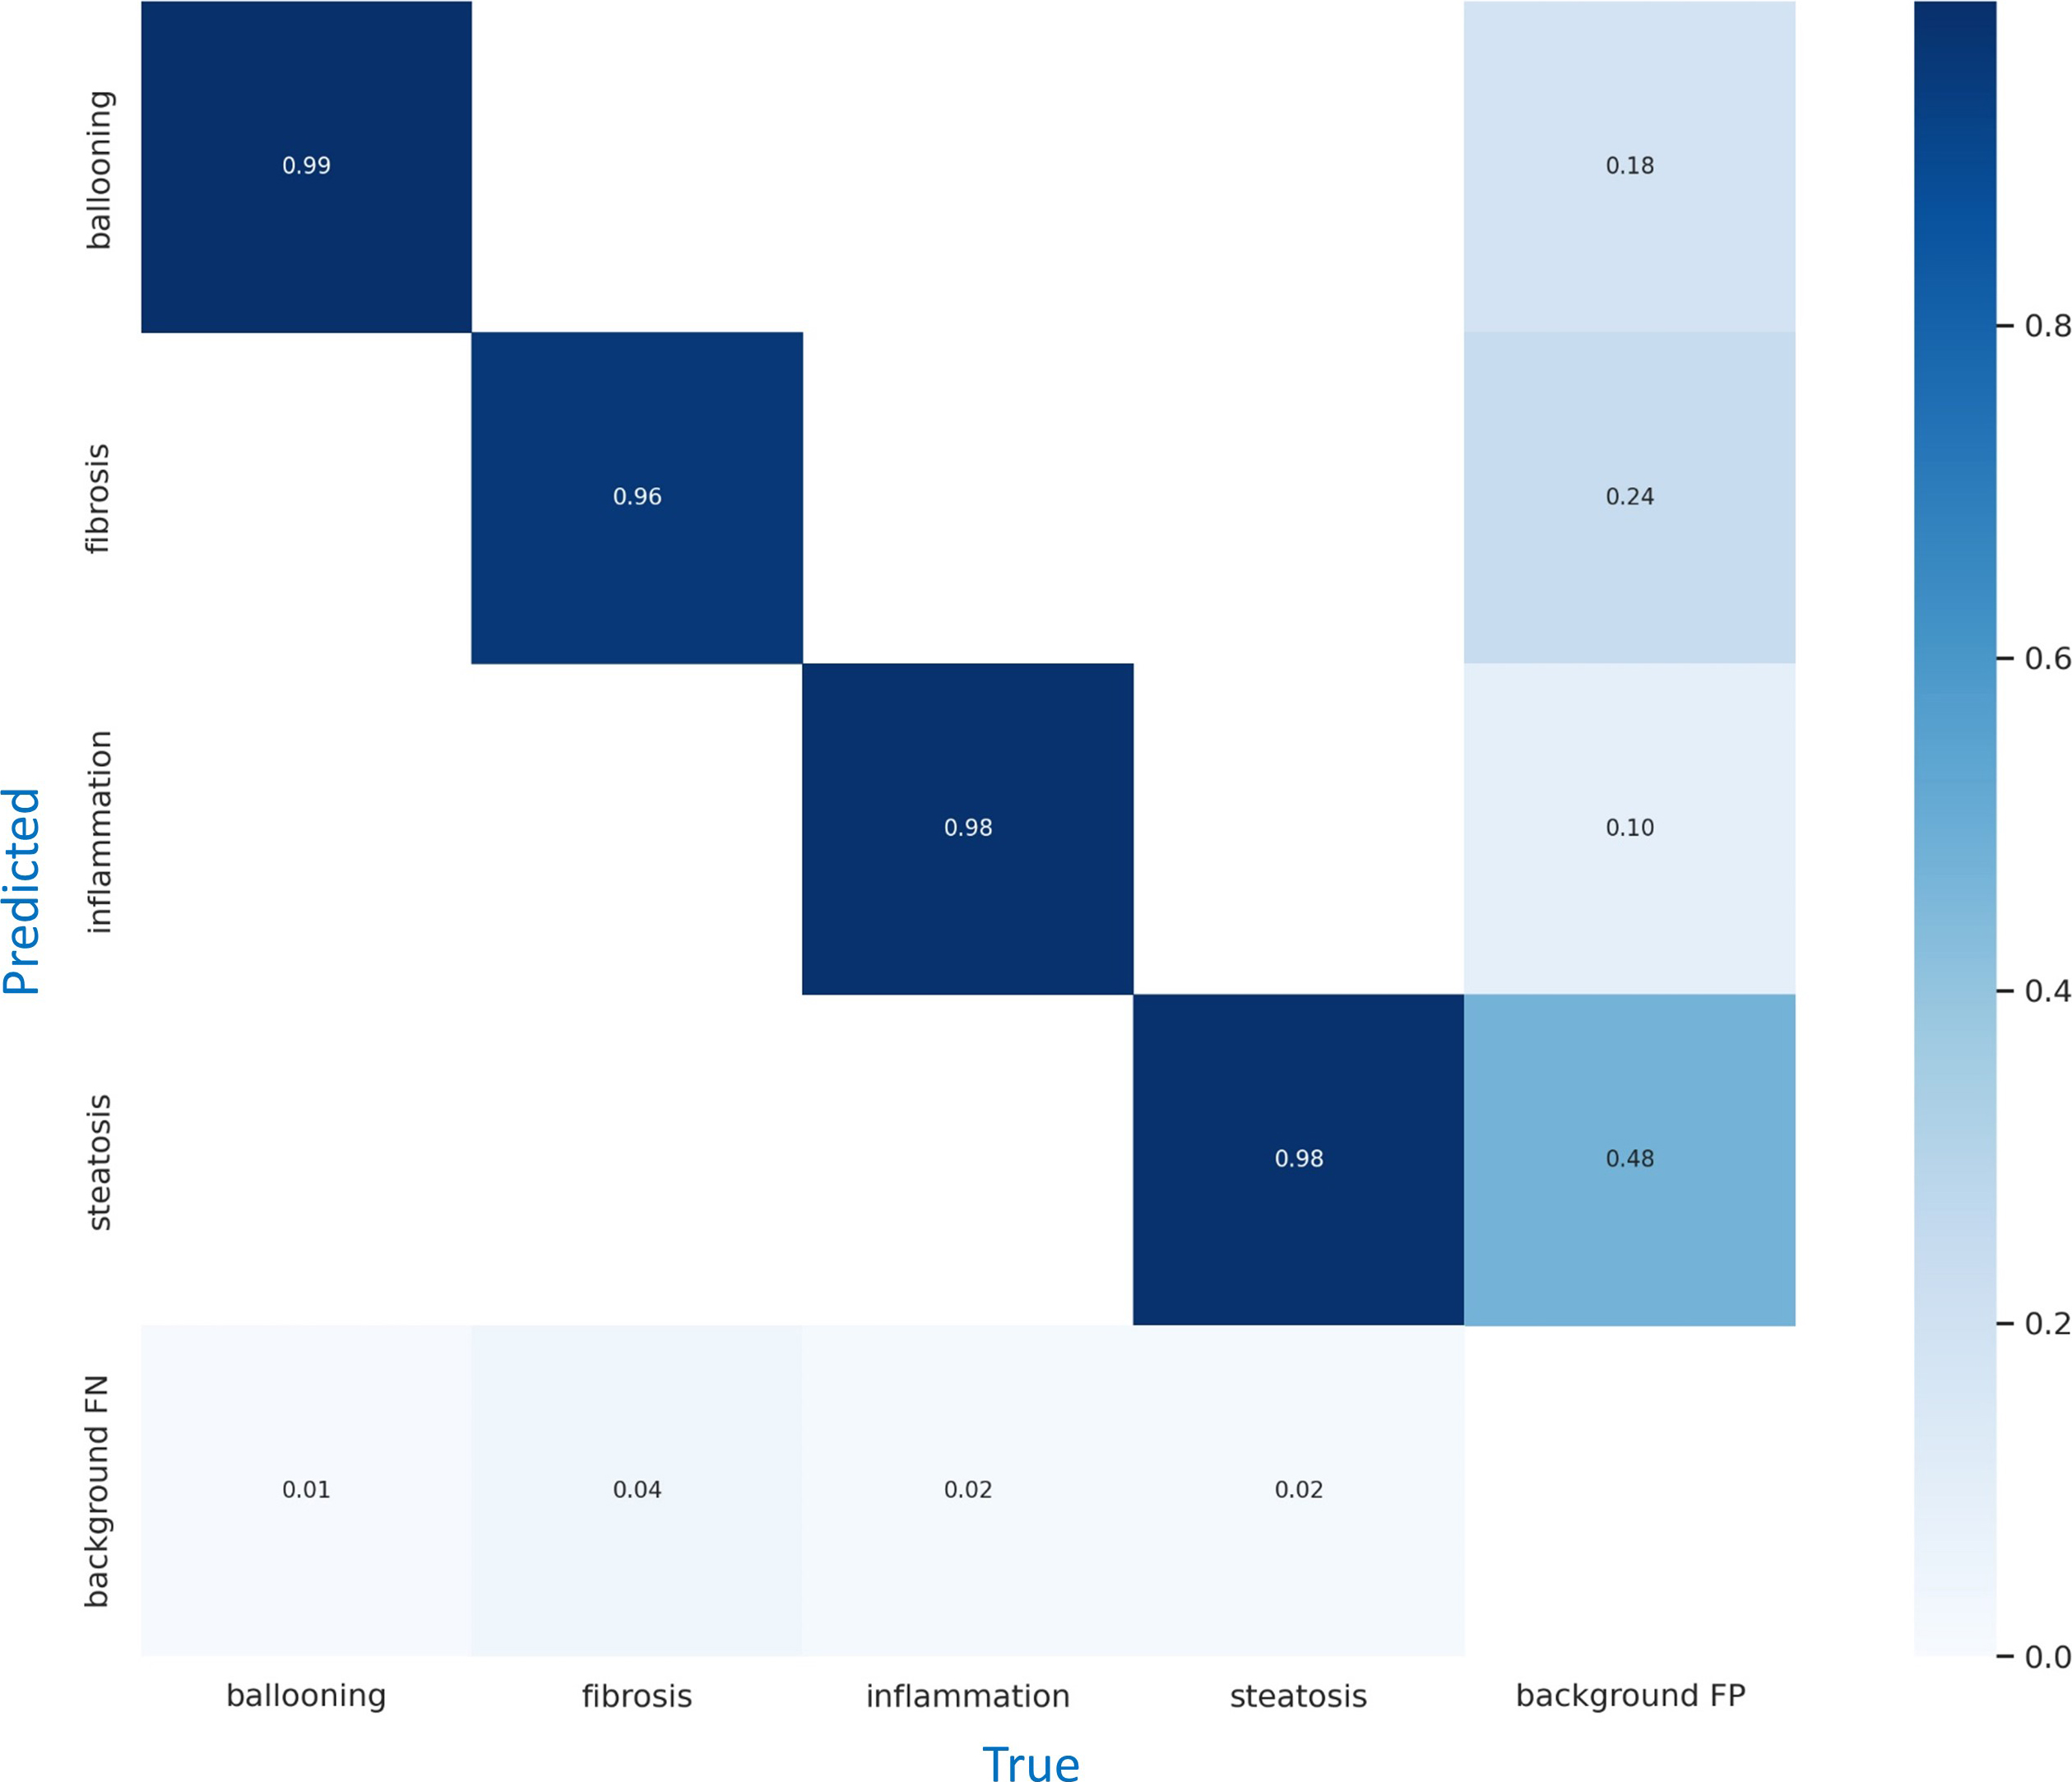 Predicted
ballooning
0.99
0.18
0.8
fibrosis
0.96
0.24
0.6
inflammation
0.98
0.10
0.4
steatosis
0.98
0.48
0.2
background FN
0.01
0.04
0.02
0.02
0.0
ballooning
fibrosis
inflammation
steatosis
background FP
True